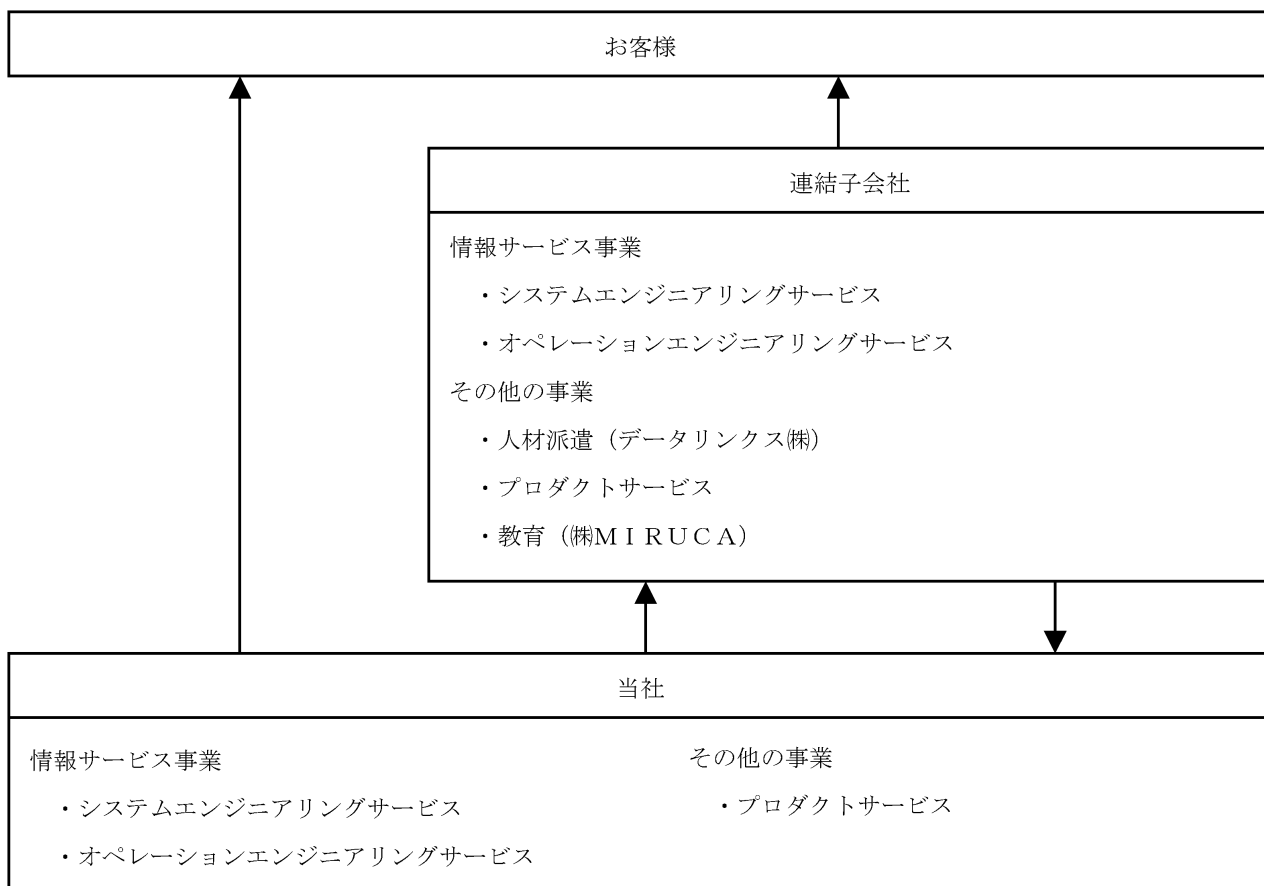 お客様
連結子会社
情報サービス事業
・システムエンジニアリングサービス
・オペレーションエンジニアリングサービス
その他の事業
・人材派遣（データリンクス㈱）
・プロダクトサービス
・教育（㈱ＭＩＲＵＣＡ）
当社
情報サービス事業
・システムエンジニアリングサービス
・オペレーションエンジニアリングサービス
その他の事業
・プロダクトサービス